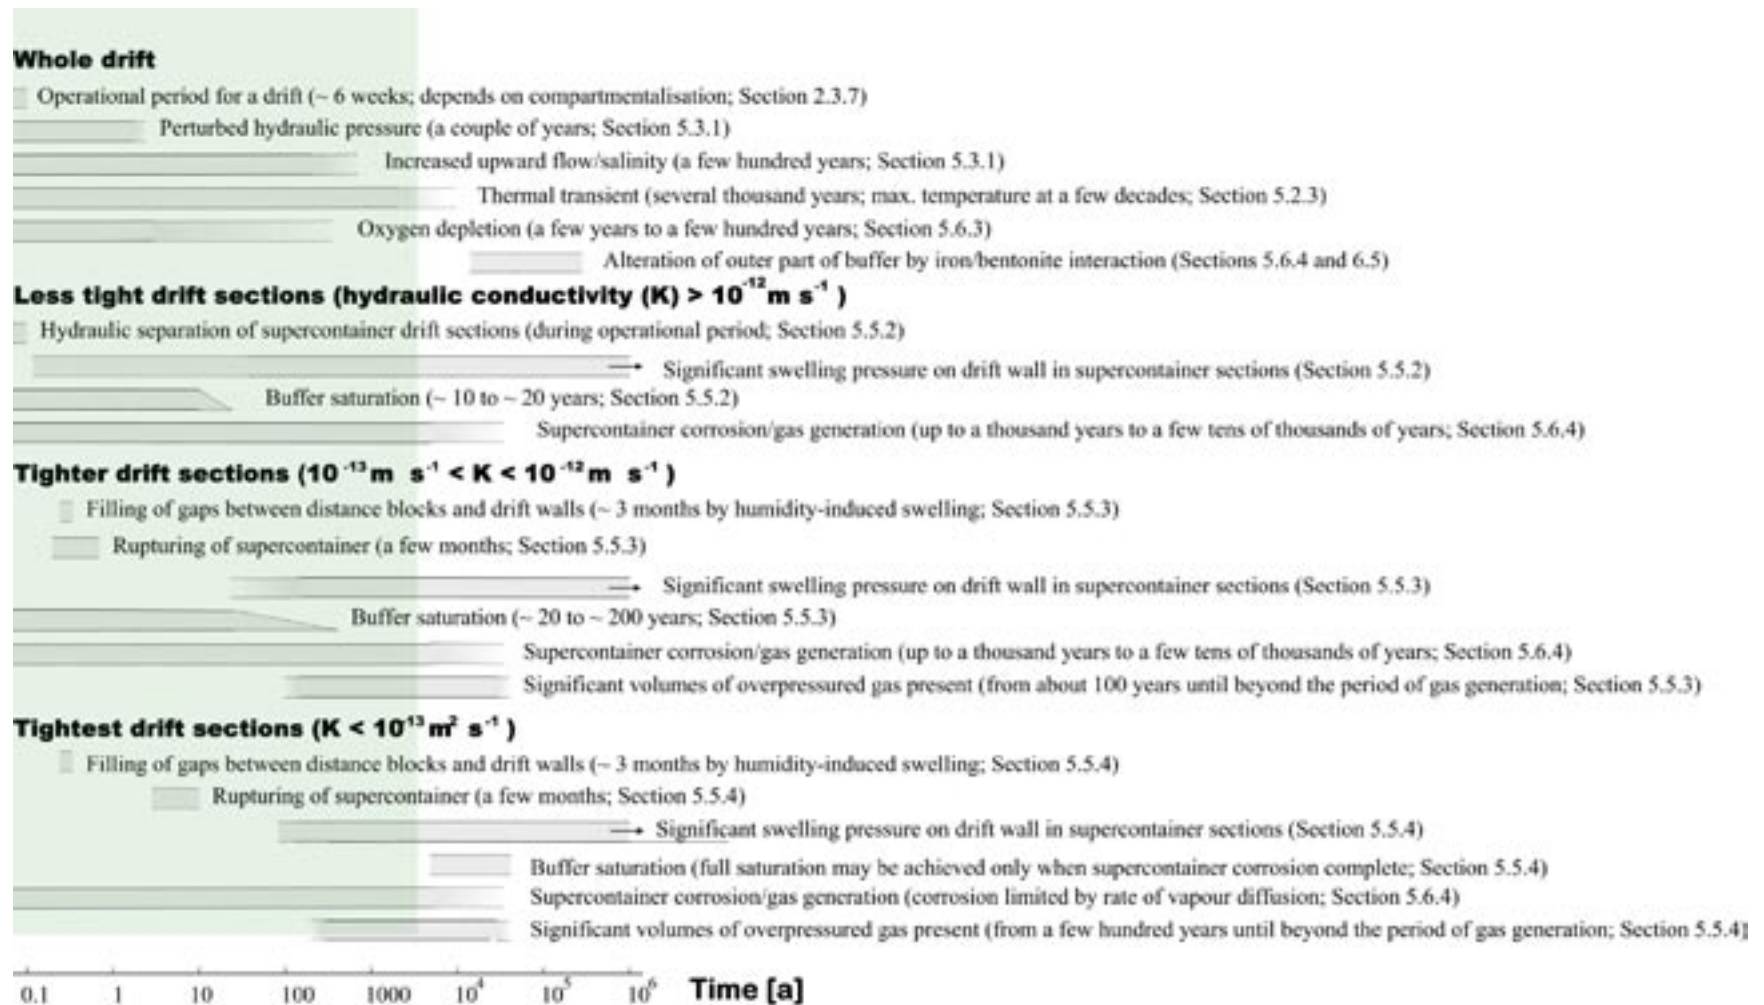 Whole drift
Operational period for a drift (~ 6 weeks; depends on compartmentalisation; Section 2.3.7)
Perturbed hydraulic pressure (a couple of years; Section 5.3.1)
Increased upward flow/salinity (a few hundred years; Section 5.3.1)
Thermal transient (several thousand years; max. temperature at a few decades; Section 5.2.3)
Oxygen depletion (a few years to a few hundred years; Section 5.6.3)
Alteration of outer part of buffer by iron/bentonite interaction (Sections 5.6.4 and 6.5)
Less tight drift sections (hydraulic conductivity (K) > 10⁻¹² m s⁻¹ )
Hydraulic separation of supercontainer drift sections (during operational period; Section 5.5.2)
Significant swelling pressure on drift wall in supercontainer sections (Section 5.5.2)
Buffer saturation (~ 10 to ~ 20 years; Section 5.5.2)
Supercontainer corrosion/gas generation (up to a thousand years to a few tens of thousands of years; Section 5.6.4)
Tighter drift sections (10⁻¹³ m s⁻¹ < K < 10⁻¹² m s⁻¹ )
Filling of gaps between distance blocks and drift walls (~ 3 months by humidity-induced swelling; Section 5.5.3)
Rupturing of supercontainer (a few months; Section 5.5.3)
Significant swelling pressure on drift wall in supercontainer sections (Section 5.5.3)
Buffer saturation (~ 20 to ~ 200 years; Section 5.5.3)
Supercontainer corrosion/gas generation (up to a thousand years to a few tens of thousands of years; Section 5.6.4)
Significant volumes of overpressured gas present (from about 100 years until beyond the period of gas generation; Section 5.5.3)
Tightest drift sections (K < 10⁻¹³ m² s⁻¹ )
Filling of gaps between distance blocks and drift walls (~ 3 months by humidity-induced swelling; Section 5.5.4)
Rupturing of supercontainer (a few months; Section 5.5.4)
Significant swelling pressure on drift wall in supercontainer sections (Section 5.5.4)
Buffer saturation (full saturation may be achieved only when supercontainer corrosion complete; Section 5.5.4)
Supercontainer corrosion/gas generation (corrosion limited by rate of vapour diffusion; Section 5.6.4)
Significant volumes of overpressured gas present (from a few hundred years until beyond the period of gas generation; Section 5.5.4)
0.1 1 10 100 1000 10⁴ 10⁵ 10⁶ Time [a]